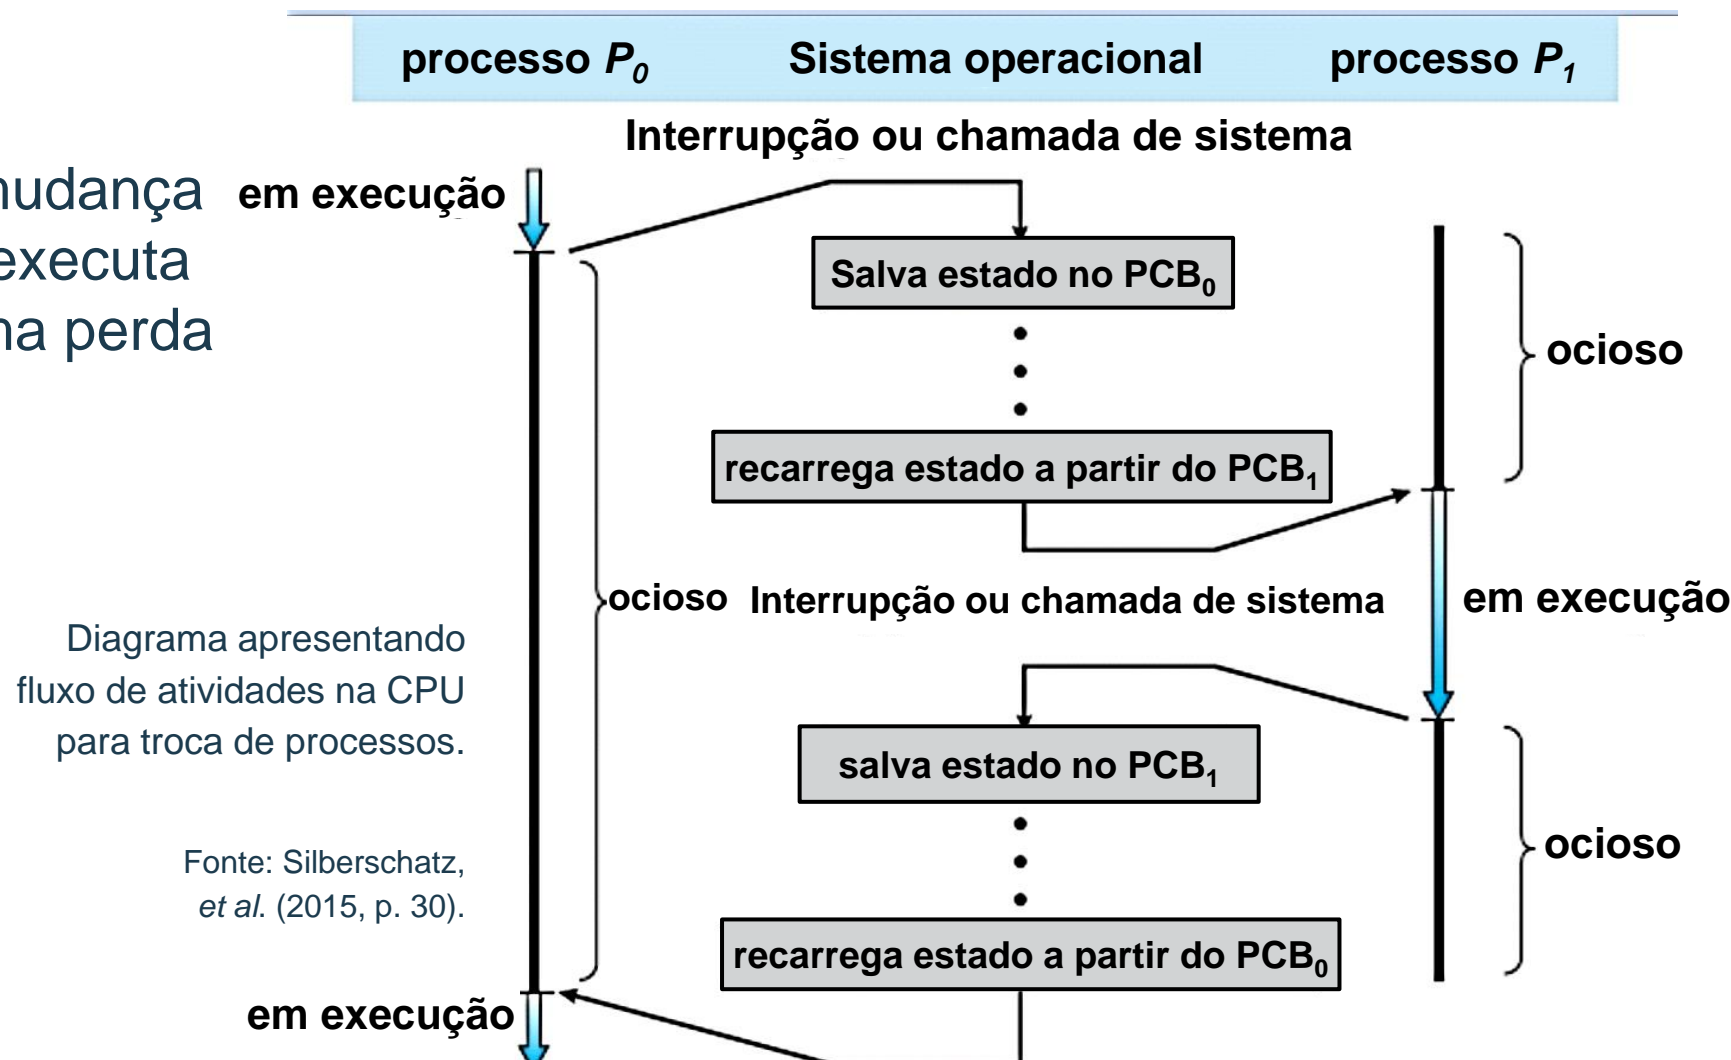 processo P0 Sistema operacional processo P1
Interrupção ou chamada de sistema
em execução
executa
perda
Salva estado no PCB0
ocioso
recarrega estado a partir do PCB1
ocioso Interrupção ou chamada de sistema em execução
Diagrama apresentando
fluxo de atividades na CPU
para troca de processos.
salva estado no PCB1
ocioso
Fonte: Silberschatz,
et al. (2015, p. 30).
recarrega estado a partir do PCB0
em execução